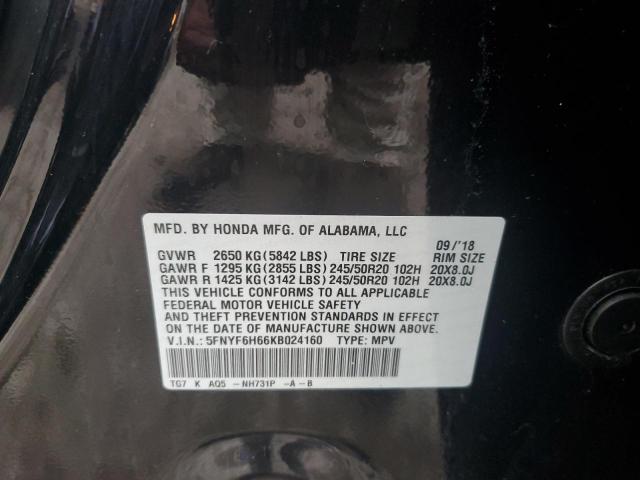 MFD. BY HONDA MFG. OF ALABAMA, LLC
09/'18
GVWR 2650 KG(5842 LBS) TIRE SIZE RIM SIZE
GAWR F 1295 KG(2855 LBS)245/50R20 102H 20X8.0J
GAWR R 1425 KG(3142 LBS)245/50R20 102H 20X8.0J
THIS VEHICLE CONFORMS TO ALL APPLICABLE
FEDERAL MOTOR VEHICLE SAFETY
AND THEFT PREVENTION STANDARDS IN EFFECT
ON THE DATE OF MANUFACTURE SHOWN ABOVE.
V.I.N.: 5FNYF6H66KB024160 TYPE: MPV
TG7 K AQ5 -NH731P -A-B